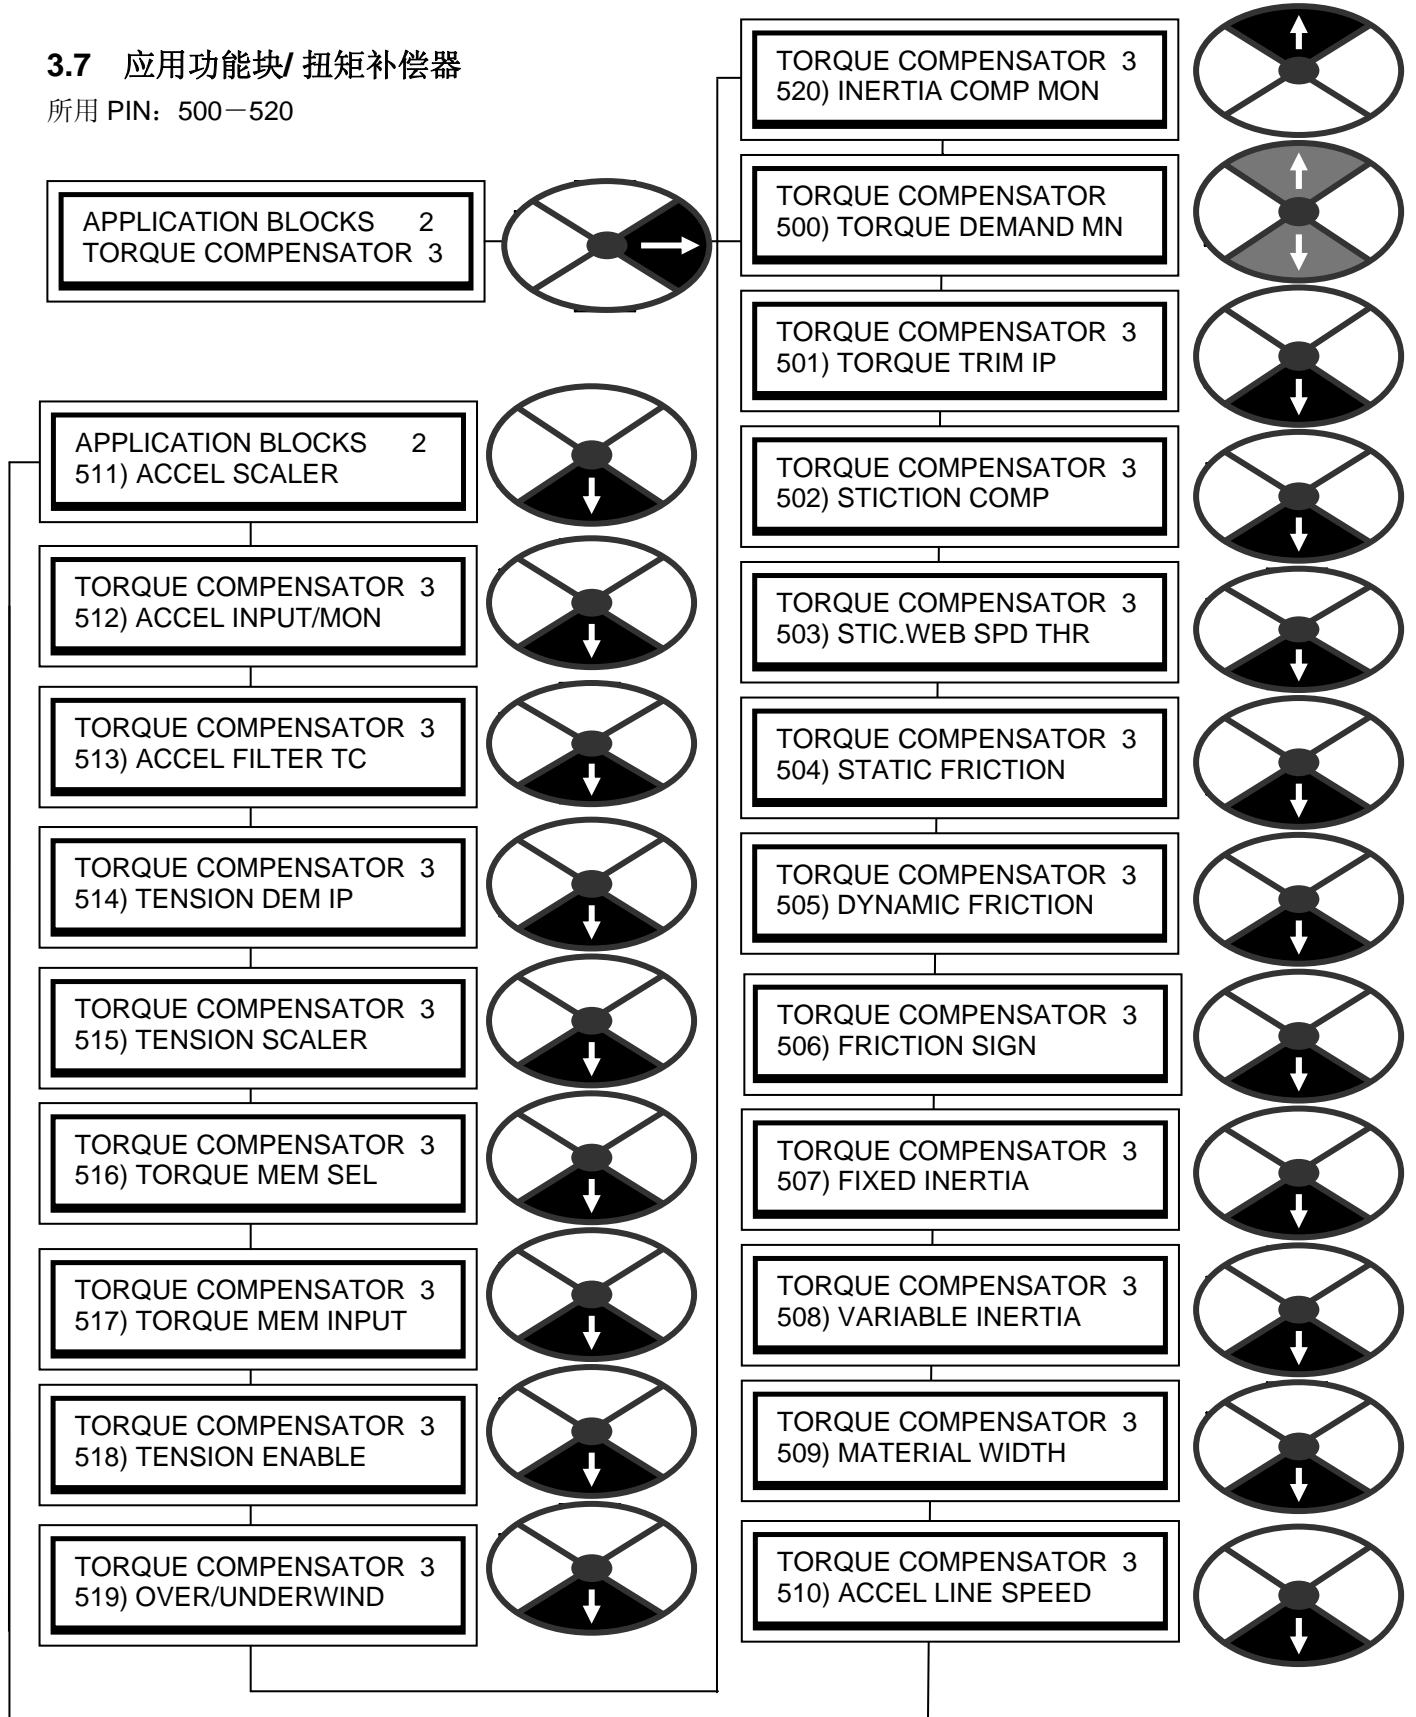 3.7 应用功能块/ 扭矩补偿器
所用 PIN：500－520
APPLICATION BLOCKS 2
TORQUE COMPENSATOR 3
TORQUE COMPENSATOR 3
520) INERTIA COMP MON
TORQUE COMPENSATOR
500) TORQUE DEMAND MN
TORQUE COMPENSATOR 3
501) TORQUE TRIM IP
TORQUE COMPENSATOR 3
502) STICTION COMP
TORQUE COMPENSATOR 3
503) STIC.WEB SPD THR
TORQUE COMPENSATOR 3
504) STATIC FRICTION
TORQUE COMPENSATOR 3
505) DYNAMIC FRICTION
TORQUE COMPENSATOR 3
506) FRICTION SIGN
TORQUE COMPENSATOR 3
507) FIXED INERTIA
TORQUE COMPENSATOR 3
508) VARIABLE INERTIA
TORQUE COMPENSATOR 3
509) MATERIAL WIDTH
TORQUE COMPENSATOR 3
510) ACCEL LINE SPEED
APPLICATION BLOCKS 2
511) ACCEL SCALER
TORQUE COMPENSATOR 3
512) ACCEL INPUT/MON
TORQUE COMPENSATOR 3
513) ACCEL FILTER TC
TORQUE COMPENSATOR 3
514) TENSION DEM IP
TORQUE COMPENSATOR 3
515) TENSION SCALER
TORQUE COMPENSATOR 3
516) TORQUE MEM SEL
TORQUE COMPENSATOR 3
517) TORQUE MEM INPUT
TORQUE COMPENSATOR 3
518) TENSION ENABLE
TORQUE COMPENSATOR 3
519) OVER/UNDERWIND